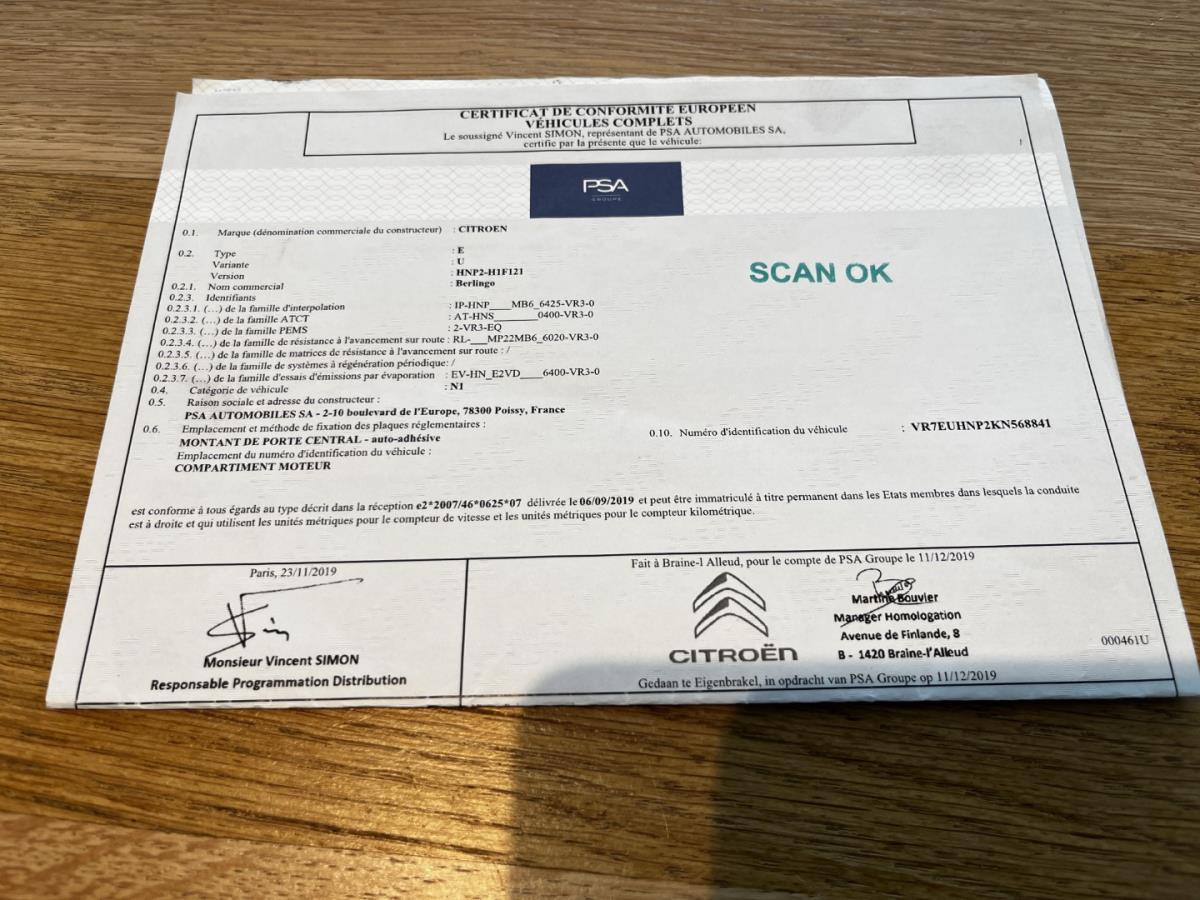 CERTIFICAT DE CONFORMITE EUROPEEN
VÉHICULES COMPLETS
Le soussigné Vincent SIMON, représentant de PSA AUTOMOBILES SA,
certifie par la présente que le véhicule:
PSA
GROUPE
0.1. Marque (dénomination commerciale du constructeur) : CITROEN
0.2. Type : E
Variante : U
Version : HNP2-H1F121
0.2.1. Nom commercial : Berlingo
SCAN OK
0.2.3. Identifiants
0.2.3.1. (...) de la famille d'interpolation : IP-HNP____MB6_6425-VR3-0
0.2.3.2. (...) de la famille ATCT : AT-HNS________0400-VR3-0
0.2.3.3. (...) de la famille PEMS : 2-VR3-EQ
0.2.3.4. (...) de la famille de résistance à l'avancement sur route : RL-___MP22MB6_6020-VR3-0
0.2.3.5. (...) de la famille de matrices de résistance à l'avancement sur route : /
0.2.3.6. (...) de la famille de systèmes à régénération périodique: /
0.2.3.7. (...) de la famille d'essais d'émissions par évaporation : EV-HN_E2VD____6400-VR3-0
0.4. Catégorie de véhicule : N1
0.5. Raison sociale et adresse du constructeur :
PSA AUTOMOBILES SA - 2-10 boulevard de l'Europe, 78300 Poissy, France
0.6. Emplacement et méthode de fixation des plaques réglementaires :
MONTANT DE PORTE CENTRAL - auto-adhésive
Emplacement du numéro d'identification du véhicule :
COMPARTIMENT MOTEUR
0.10. Numéro d'identification du véhicule : VR7EUHNP2KN568841
est conforme à tous égards au type décrit dans la réception e2*2007/46*0625*07 délivrée le 06/09/2019 et peut être immatriculé à titre permanent dans les Etats membres dans lesquels la conduite
est à droite et qui utilisent les unités métriques pour le compteur de vitesse et les unités métriques pour le compteur kilométrique.
Paris, 23/11/2019
Monsieur Vincent SIMON
Responsable Programmation Distribution
Fait à Braine-l Alleud, pour le compte de PSA Groupe le 11/12/2019
CITROËN
Martine Bouvier
Manager Homologation
Avenue de Finlande, 8
B - 1420 Braine-l'Alleud
000461U
Gedaan te Eigenbrakel, in opdracht van PSA Groupe op 11/12/2019